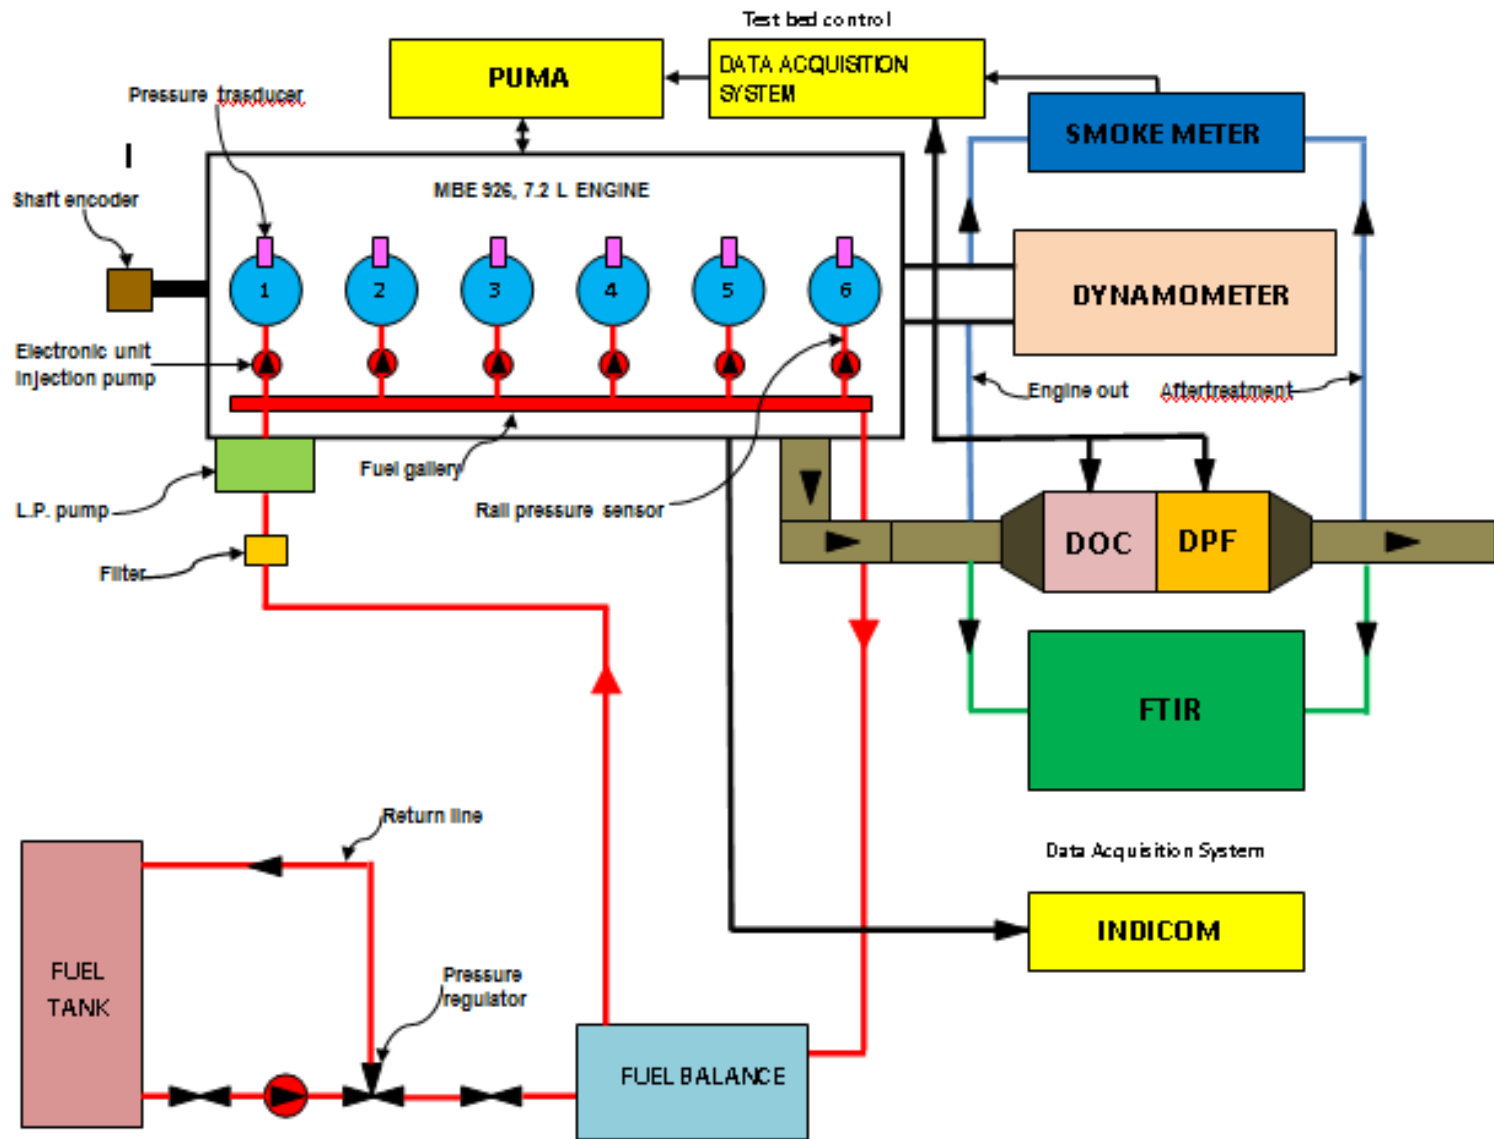 Test bed control
PUMA
DATA ACQUISITION
SYSTEM
Pressure trasducer
SMOKE METER
I
MBE 926, 7.2 L ENGINE
Shaft encoder
1
2
3
4
5
6
DYNAMOMETER
Electronic unit
injection pump
Engine out
Aftertreatment
Fuel gallery
L.P. pump
Rail pressure sensor
DOC
DPF
Filter
FTIR
Return line
Data Acquisition System
INDICOM
FUEL
TANK
Pressure
regulator
FUEL BALANCE